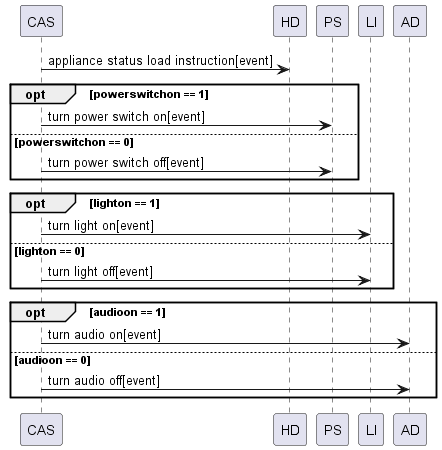 CAS HD PS LI AD
appliance status load instruction[event]
opt [powerswitchon == 1]
turn power switch on[event]
[powerswitchon == 0]
turn power switch off[event]
opt [lighton == 1]
turn light on[event]
[lighton == 0]
turn light off[event]
opt [audioon == 1]
turn audio on[event]
[audioon == 0]
turn audio off[event]
CAS HD PS LI AD